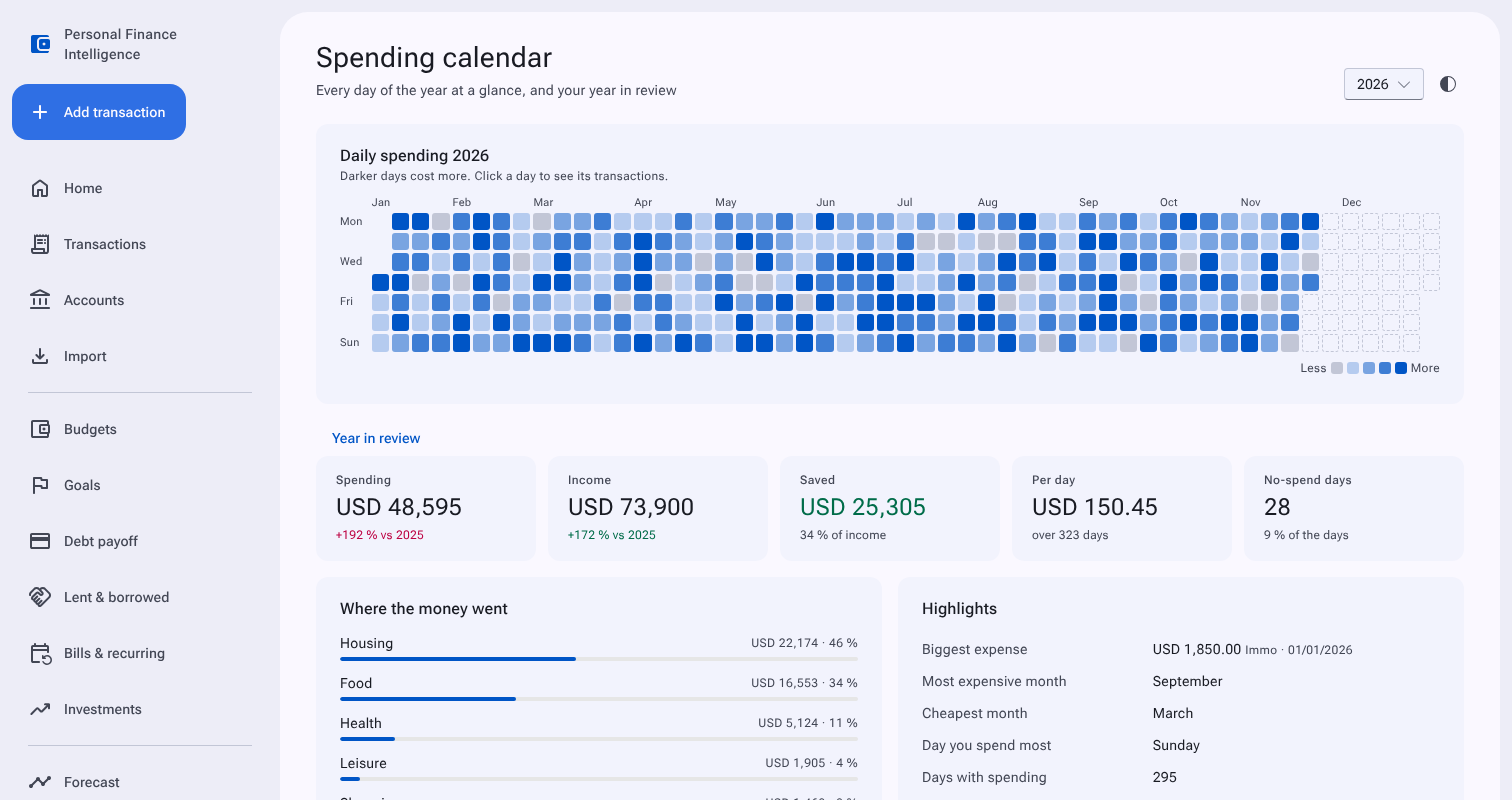 Personal Finance
Intelligence
Add transaction
Home
Transactions
Accounts
Import
Budgets
Goals
Debt payoff
Lent & borrowed
Bills & recurring
Investments
Forecast
Spending calendar
Every day of the year at a glance, and your year in review
2026
Daily spending 2026
Darker days cost more. Click a day to see its transactions.
Jan Feb Mar Apr May Jun Jul Aug Sep Oct Nov Dec
Mon
Wed
Fri
Sun
Less More
Year in review
Spending
USD 48,595
+192 % vs 2025
Income
USD 73,900
+172 % vs 2025
Saved
USD 25,305
34 % of income
Per day
USD 150.45
over 323 days
No-spend days
28
9 % of the days
Where the money went
Housing USD 22,174 · 46 %
Food USD 16,553 · 34 %
Health USD 5,124 · 11 %
Leisure USD 1,905 · 4 %
Highlights
Biggest expense USD 1,850.00 Immo · 01/01/2026
Most expensive month September
Cheapest month March
Day you spend most Sunday
Days with spending 295